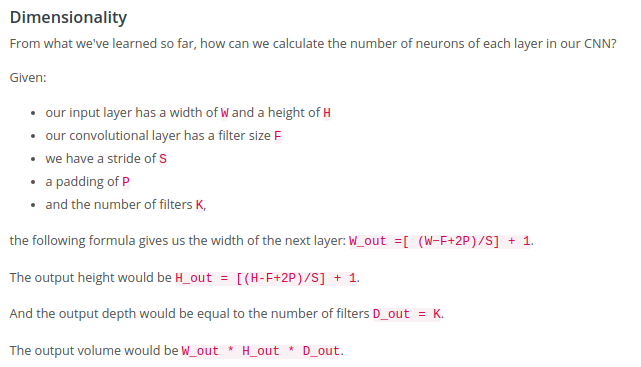 Dimensionality
From what we've learned so far, how can we calculate the number of neurons of each layer in our CNN?
Given:
• our input layer has a width of W and a height of H
• our convolutional layer has a filter size F
• we have a stride of S
• a padding of P
• and the number of filters K,
the following formula gives us the width of the next layer: W_out =[ (W−F+2P)/S] + 1.
The output height would be H_out = [(H-F+2P)/S] + 1.
And the output depth would be equal to the number of filters D_out = K.
The output volume would be W_out * H_out * D_out.